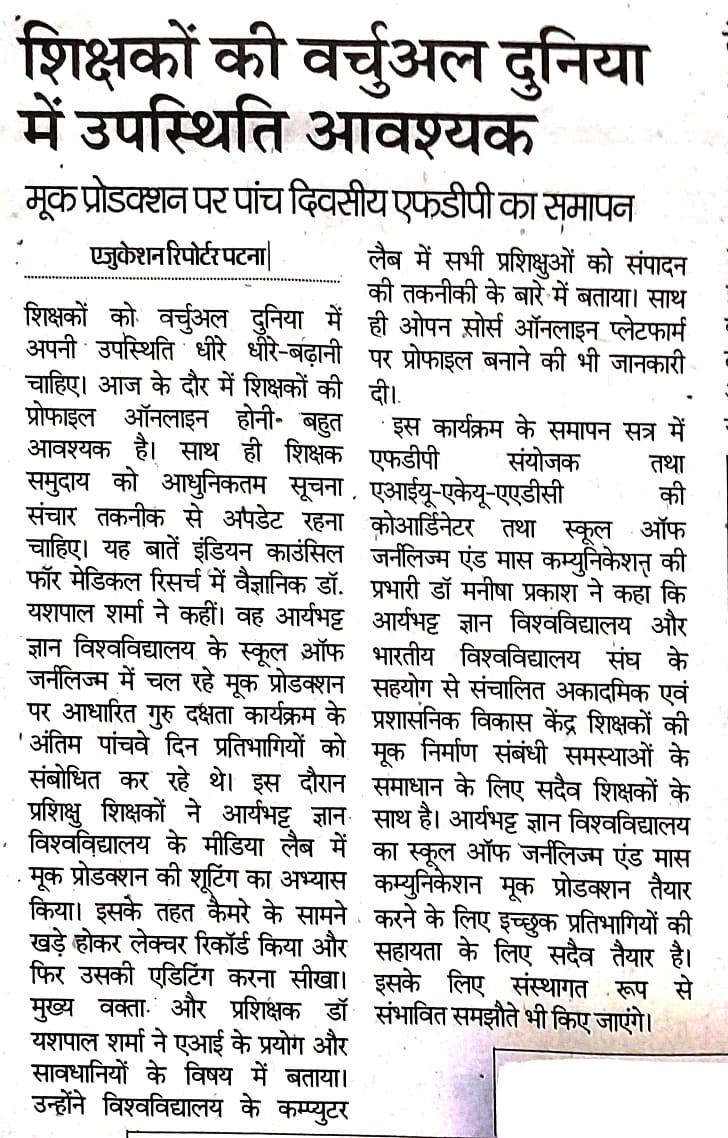 शिक्षकों की वर्चुअल दुनिया
में उपस्थिति आवश्यक
मूक प्रोडक्शन पर पांच दिवसीय एफडीपी का समापन
एजुकेशन रिपोर्टर पटना|
शिक्षकों को वर्चुअल दुनिया में
अपनी उपस्थिति धीरे धीरे-बढ़ानी
चाहिए। आज के दौर में शिक्षकों की
प्रोफाइल ऑनलाइन होनी बहुत
आवश्यक है। साथ ही शिक्षक
समुदाय को आधुनिकतम सूचना
संचार तकनीक से अपडेट रहना
चाहिए। यह बातें इंडियन काउंसिल
फॉर मेडिकल रिसर्च में वैज्ञानिक डॉ.
यशपाल शर्मा ने कहीं। वह आर्यभट्ट
ज्ञान विश्वविद्यालय के स्कूल ऑफ
जर्नलिज्म में चल रहे मूक प्रोडक्शन
पर आधारित गुरु दक्षता कार्यक्रम के
अंतिम पांचवे दिन प्रतिभागियों को
संबोधित कर रहे थे। इस दौरान
प्रशिक्षु शिक्षकों ने आर्यभट्ट ज्ञान
विश्वविद्यालय के मीडिया लैब में
मूक प्रोडक्शन की शूटिंग का अभ्यास
किया। इसके तहत कैमरे के सामने
खड़े होकर लेक्चर रिकॉर्ड किया और
फिर उसकी एडिटिंग करना सीखा।
मुख्य वक्ता और प्रशिक्षक डॉ
यशपाल शर्मा ने एआई के प्रयोग और
सावधानियों के विषय में बताया।
उन्होंने विश्वविद्यालय के कम्प्युटर
लैब में सभी प्रशिक्षुओं को संपादन
की तकनीकी के बारे में बताया। साथ
ही ओपन सोर्स ऑनलाइन प्लेटफार्म
पर प्रोफाइल बनाने की भी जानकारी
दी।
इस कार्यक्रम के समापन सत्र में
एफडीपी संयोजक तथा
एआईयू-एकेयू-एएडीसी की
कोआर्डिनेटर तथा स्कूल ऑफ
जर्नलिज्म एंड मास कम्युनिकेशन की
प्रभारी डॉ मनीषा प्रकाश ने कहा कि
आर्यभट्ट ज्ञान विश्वविद्यालय और
भारतीय विश्वविद्यालय संघ के
सहयोग से संचालित अकादमिक एवं
प्रशासनिक विकास केंद्र शिक्षकों की
मूक निर्माण संबंधी समस्याओं के
समाधान के लिए सदैव शिक्षकों के
साथ है। आर्यभट्ट ज्ञान विश्वविद्यालय
का स्कूल ऑफ जर्नलिज्म एंड मास
कम्युनिकेशन मूक प्रोडक्शन तैयार
करने के लिए इच्छुक प्रतिभागियों की
सहायता के लिए सदैव तैयार है।
इसके लिए संस्थागत रूप से
संभावित समझौते भी किए जाएंगे।